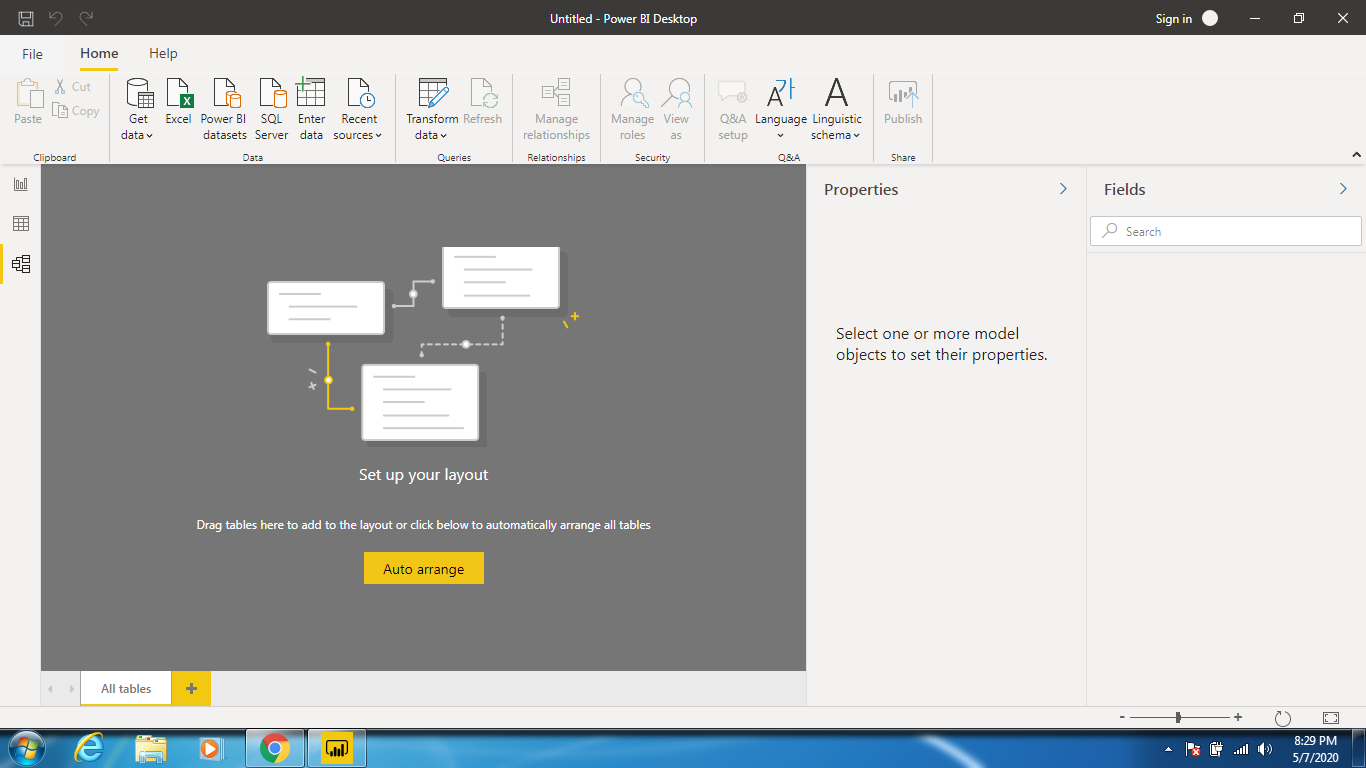 Untitled - Power BI Desktop
Sign in
File Home Help
Paste
Cut
Copy
Clipboard
Get data
Excel
Power BI datasets
SQL Server
Enter data
Recent sources
Data
Transform data
Refresh
Queries
Manage relationships
Relationships
Manage roles
View as
Security
Q&A setup
Language
Linguistic schema
Q&A
Publish
Share
Set up your layout
Drag tables here to add to the layout or click below to automatically arrange all tables
Auto arrange
Properties
Select one or more model
objects to set their properties.
Fields
Search
All tables
+
- +
8:29 PM
5/7/2020